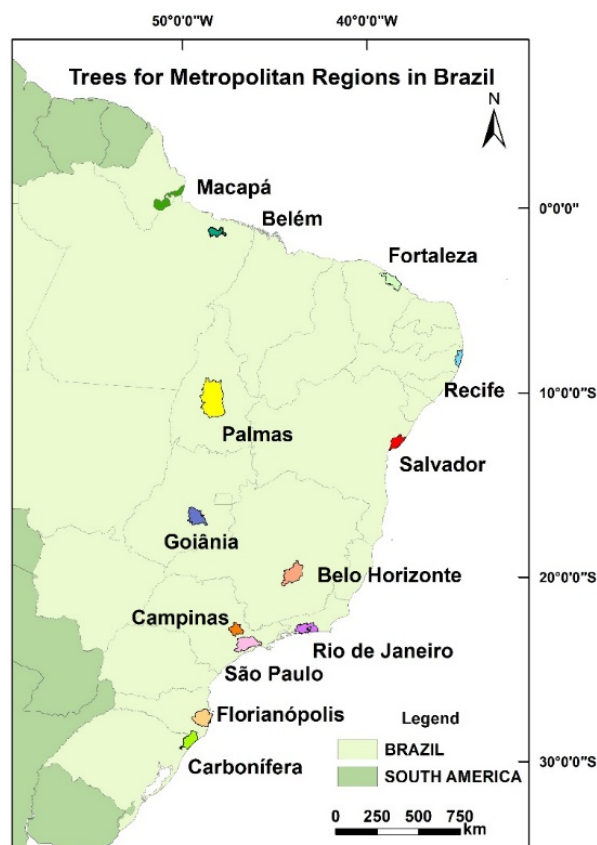 50°0'0"W 40°0'0"W
Trees for Metropolitan Regions in Brazil
N
Macapá
0°0'0"
Belém
Fortaleza
Recife
10°0'0"S
Palmas
Salvador
Goiânia
Belo Horizonte
20°0'0"S
Campinas
Rio de Janeiro
São Paulo
Florianópolis
Legend
BRAZIL
30°0'0"S
Carbonífera
SOUTH AMERICA
0 250 500 750
km